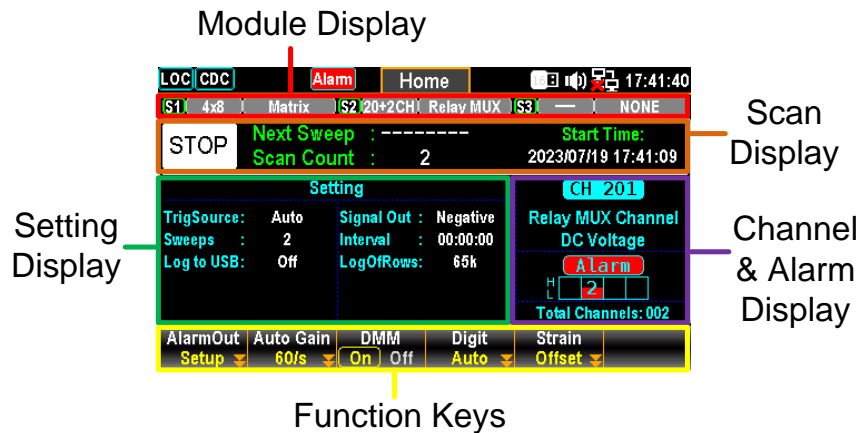 Module Display
LOC CDC Alarm Home 16 17:41:40
S1 4x8 Matrix S2 20+2CH Relay MUX S3 — NONE
Scan
Display
STOP
Next Sweep : --------
Scan Count : 2
Start Time:
2023/07/19 17:41:09
Setting
Display
Setting
TrigSource: Auto Signal Out : Negative
Sweeps : 2 Interval : 00:00:00
Log to USB: Off LogOfRows: 65k
CH 201
Relay MUX Channel
DC Voltage
Alarm
H
L
2
Total Channels: 002
Channel
& Alarm
Display
AlarmOut Auto Gain DMM Digit Strain
Setup 60/s On Off Auto Offset
Function Keys